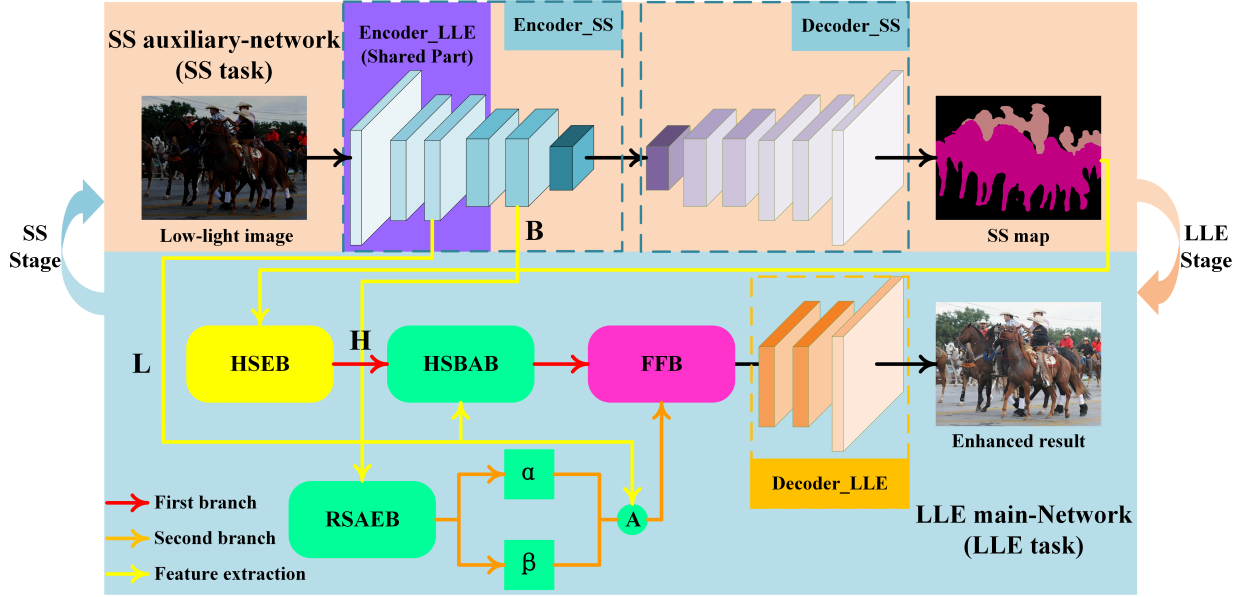 SS auxiliary-network
(SS task)
Encoder_LLE
(Shared Part)
Encoder_SS
Decoder_SS
Low-light image
B
SS map
SS
Stage
LLE
Stage
L
HSEB
H
HSBAB
FFB
Enhanced result
Decoder_LLE
RSAEB
α
β
A
First branch
Second branch
Feature extraction
LLE main-Network
(LLE task)